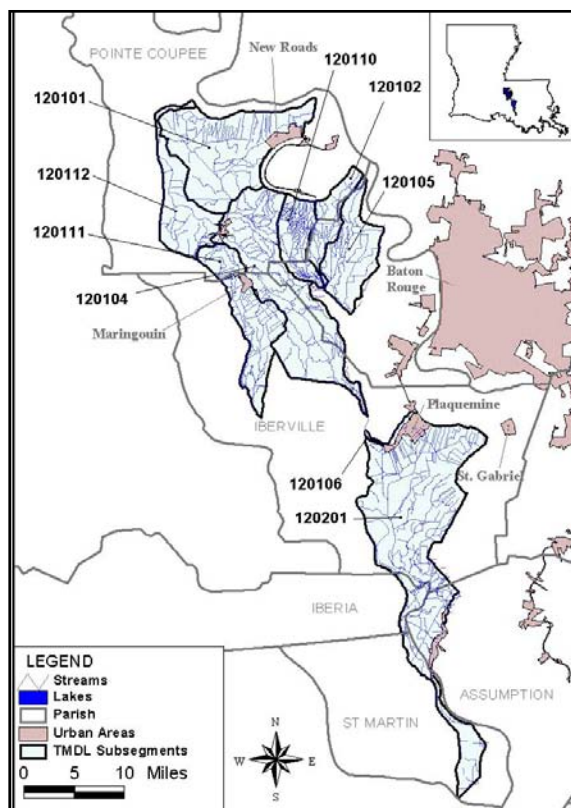 POINTE COUPEE
New Roads
120110
120102
120101
120112
120105
120111
120104
Maringouin
Baton
Rouge
IBERVILLE
Plaquemine
St. Gabriel
120106
120201
IBERIA
ASSUMPTION
ST MARTIN
LEGEND
Streams
Lakes
Parish
Urban Areas
TMDL Subsegments
0 5 10 Miles
N
W E
S